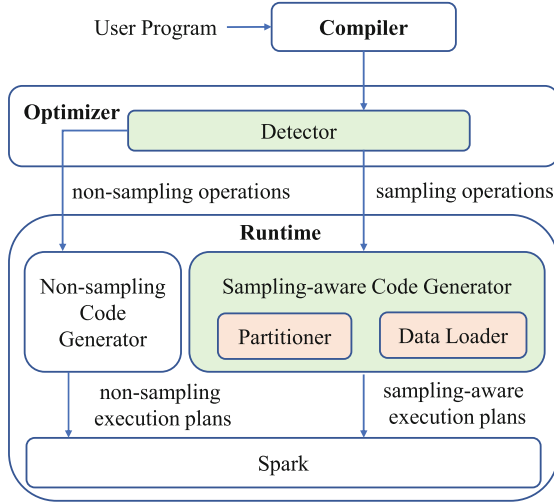 User Program
Compiler
Optimizer
Detector
non-sampling operations
sampling operations
Runtime
Non-sampling
Code
Generator
Sampling-aware Code Generator
Partitioner
Data Loader
non-sampling
execution plans
sampling-aware
execution plans
Spark